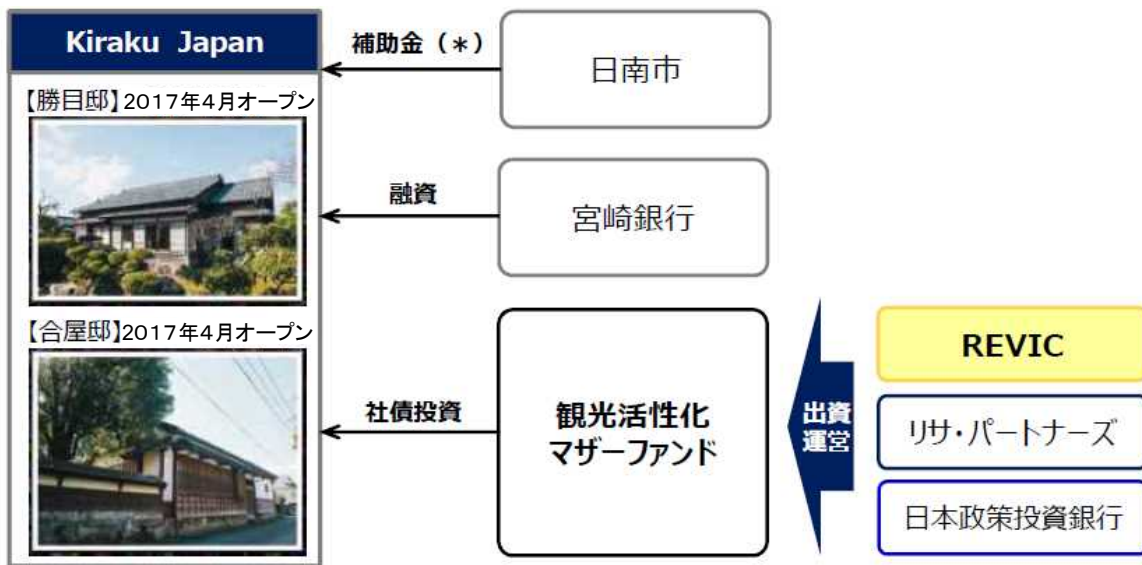 Kiraku Japan
【勝目邸】2017年4月オープン
【合屋邸】2017年4月オープン
補助金（＊）
日南市
融資
宮崎銀行
社債投資
観光活性化
マザーファンド
出資
運営
REVIC
リサ・パートナーズ
日本政策投資銀行